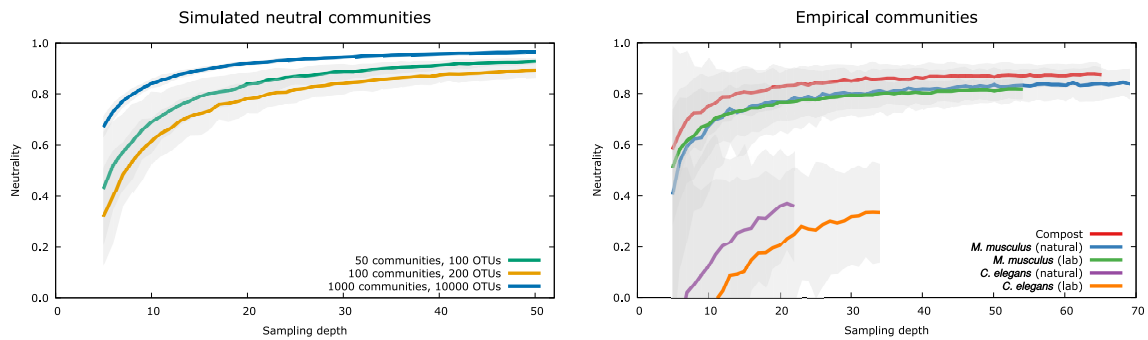 Simulated neutral communities
1.0
0.8
0.6
0.4
0.2
0.0
Neutrality
50 communities, 100 OTUs
100 communities, 200 OTUs
1000 communities, 10000 OTUs
0 10 20 30 40 50
Sampling depth
Empirical communities
1.0
0.8
0.6
0.4
0.2
0.0
Neutrality
Compost
M. musculus (natural)
M. musculus (lab)
C. elegans (natural)
C. elegans (lab)
0 10 20 30 40 50 60 70
Sampling depth